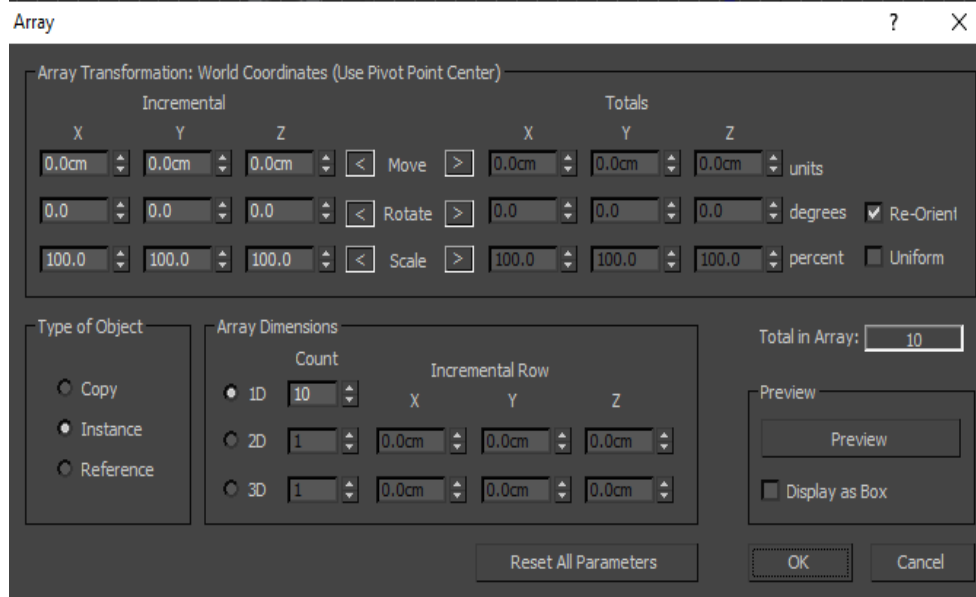 Array ? X
Array Transformation: World Coordinates (Use Pivot Point Center)
Incremental Totals
X Y Z X Y Z
0.0cm 0.0cm 0.0cm < Move > 0.0cm 0.0cm 0.0cm units
0.0 0.0 0.0 < Rotate > 0.0 0.0 0.0 degrees Re-Orient
100.0 100.0 100.0 < Scale > 100.0 100.0 100.0 percent Uniform
Type of Object
Copy
Instance
Reference
Array Dimensions
Count
Incremental Row
1D 10 X Y Z
2D 1 0.0cm 0.0cm 0.0cm
3D 1 0.0cm 0.0cm 0.0cm
Total in Array: 10
Preview
Preview
Display as Box
Reset All Parameters OK Cancel